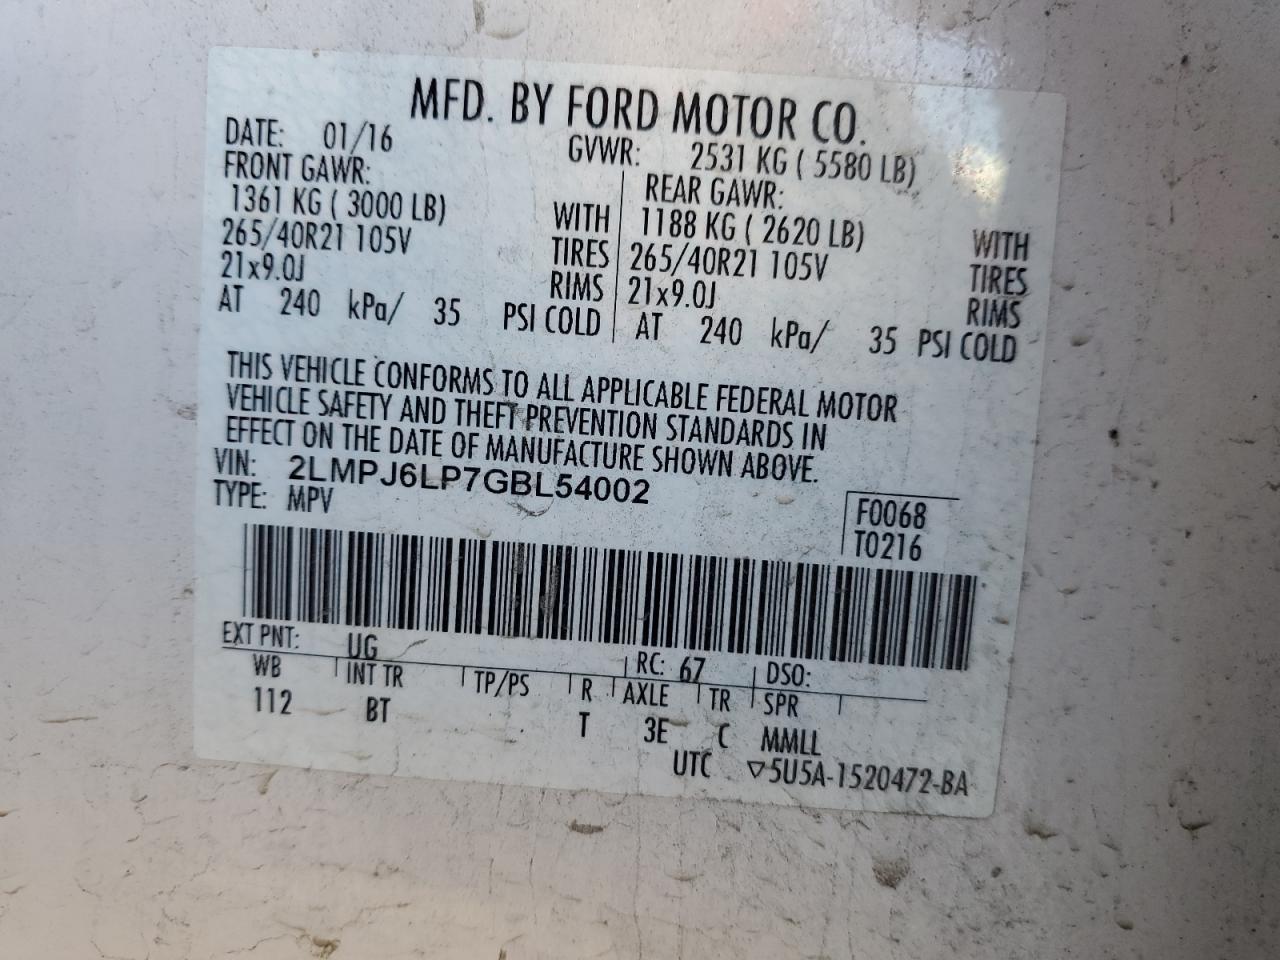 MFD. BY FORD MOTOR CO.
DATE: 01/16 GVWR: 2531 KG ( 5580 LB)
FRONT GAWR: REAR GAWR:
1361 KG ( 3000 LB) WITH 1188 KG ( 2620 LB) WITH
265/40R21 105V TIRES 265/40R21 105V TIRES
21x9.0J RIMS 21x9.0J RIMS
AT 240 kPa/ 35 PSI COLD AT 240 kPa/ 35 PSI COLD
THIS VEHICLE CONFORMS TO ALL APPLICABLE FEDERAL MOTOR
VEHICLE SAFETY AND THEFT PREVENTION STANDARDS IN
EFFECT ON THE DATE OF MANUFACTURE SHOWN ABOVE.
VIN: 2LMPJ6LP7GBL54002
TYPE: MPV
F0068
T0216
EXT PNT: UG RC: 67 DSO:
WB INT TR TP/PS R AXLE TR SPR
112 BT T 3E C MMLL
UTC ▽5U5A-1520472-BA